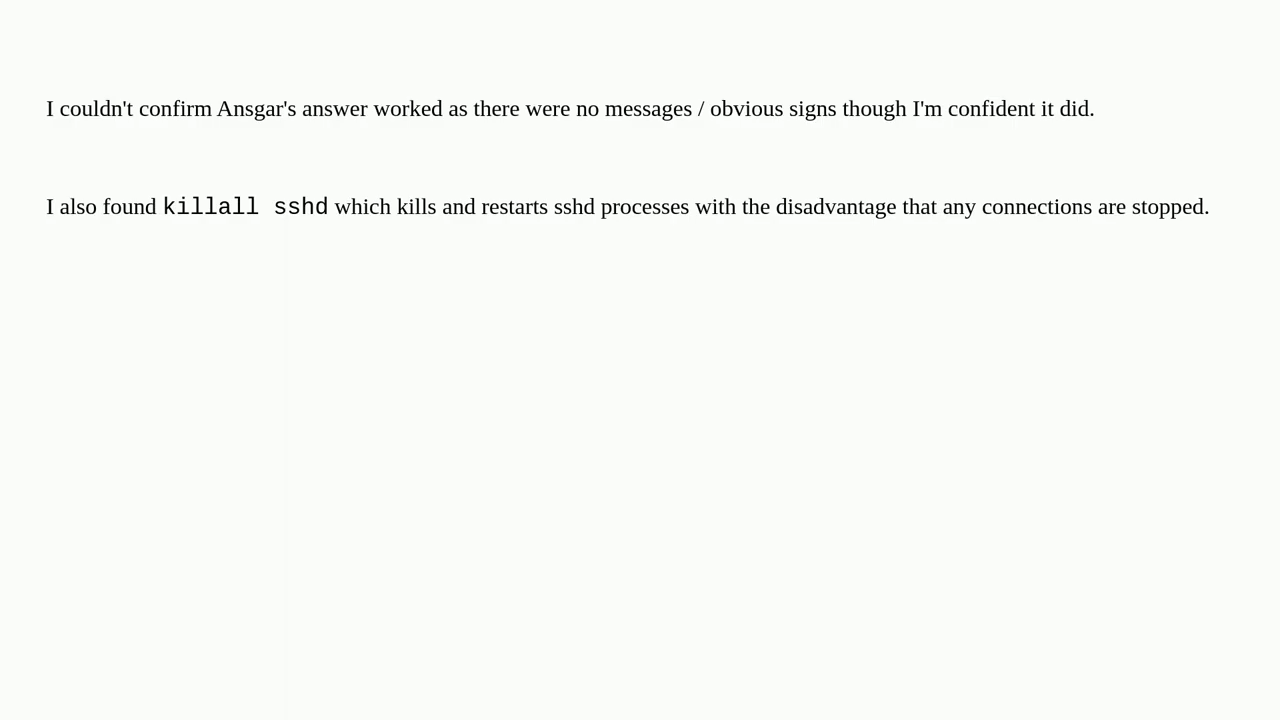 I couldn't confirm Ansgar's answer worked as there were no messages / obvious signs though I'm confident it did.
I also found killall sshd which kills and restarts sshd processes with the disadvantage that any connections are stopped.